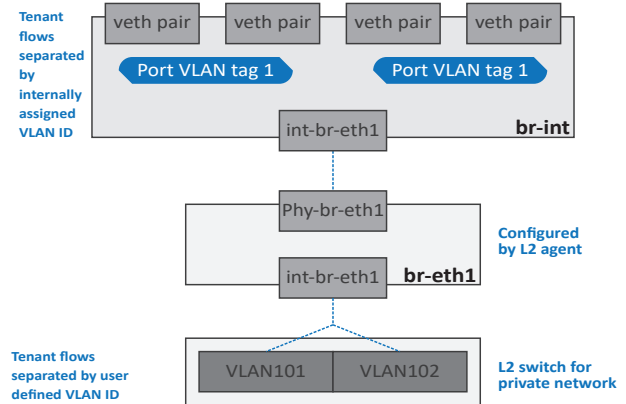 Tenant
flows
separated
by
internally
assigned
VLAN ID
veth pair
veth pair
veth pair
veth pair
Port VLAN tag 1
Port VLAN tag 1
int-br-eth1
br-int
Phy-br-eth1
int-br-eth1
br-eth1
Configured
by L2 agent
Tenant flows
separated by user
defined VLAN ID
VLAN101
VLAN102
L2 switch for
private network